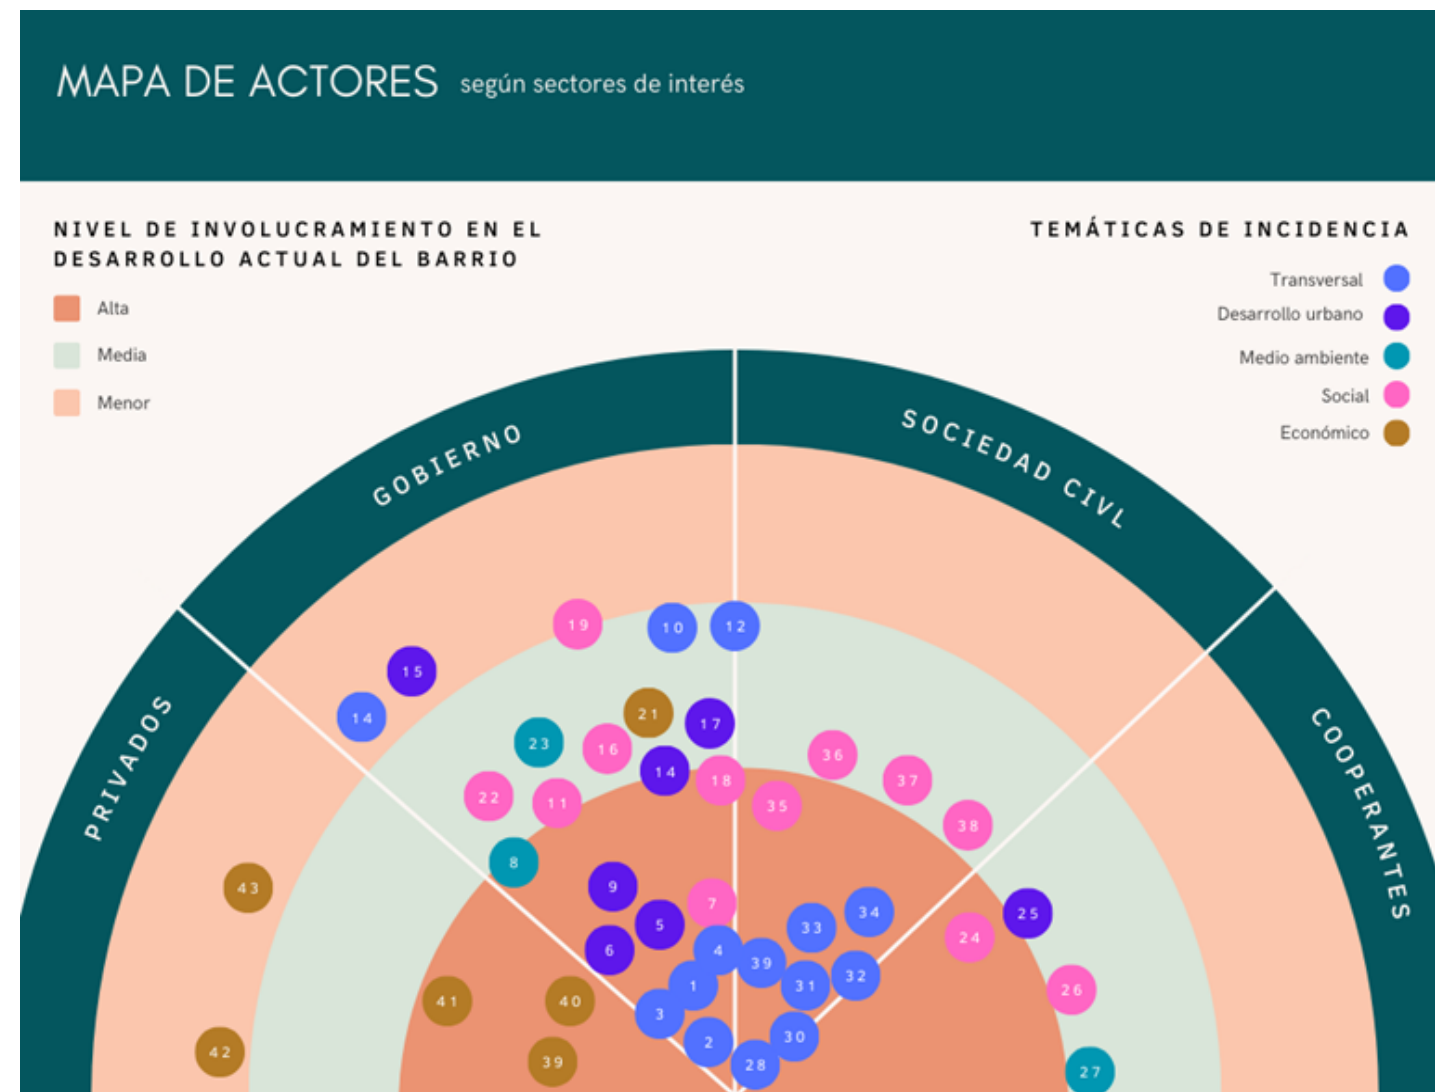 MAPA DE ACTORES según sectores de interés
NIVEL DE INVOLUCRAMIENTO EN EL
DESARROLLO ACTUAL DEL BARRIO
Alta
Media
Menor
TEMÁTICAS DE INCIDENCIA
Transversal
Desarrollo urbano
Medio ambiente
Social
Económico
GOBIERNO
SOCIEDAD CIVL
PRIVADOS
COOPERANTES
19
10
12
15
14
21
17
23
16
36
14
18
37
22
11
35
38
8
43
9
7
34
25
5
33
24
6
4
39
1
31
32
26
41
40
3
30
2
42
39
28
27